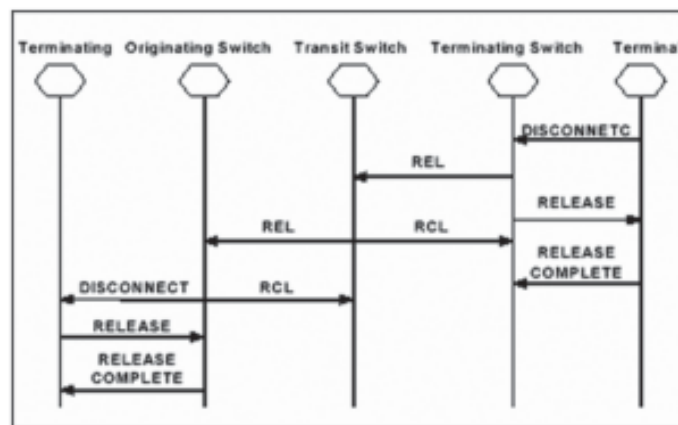 Terminating Originating Switch Transit Switch Terminating Switch Terminat
DISCONNETC
REL
RELEASE
REL RCL
RELEASE
COMPLETE
DISCONNECT RCL
RELEASE
RELEASE
COMPLETE